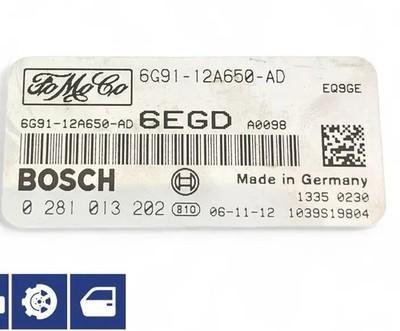 FoMoCo 6G91-12A650-AD
EQ9GE
6G91-12A650-AD 6EGD A0098
BOSCH Made in Germany
1335 0230
0 281 013 202 810 06-11-12 1039S19804